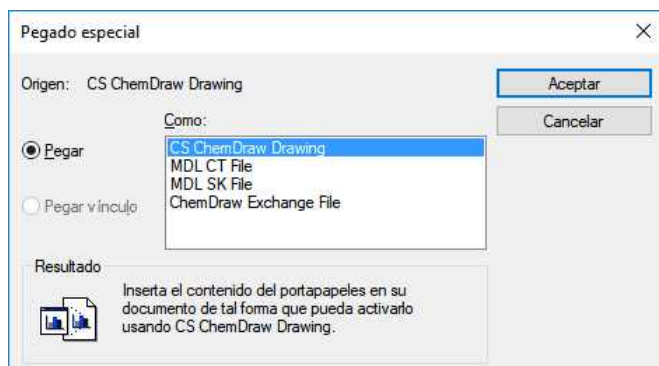 Pegado especial
Origen: CS ChemDraw Drawing
Aceptar
Como:
Cancelar
Pegar
CS ChemDraw Drawing
MDL CT File
MDL SK File
Pegar vínculo
ChemDraw Exchange File
Resultado
Inserta el contenido del portapapeles en su
documento de tal forma que pueda activarlo
usando CS ChemDraw Drawing.